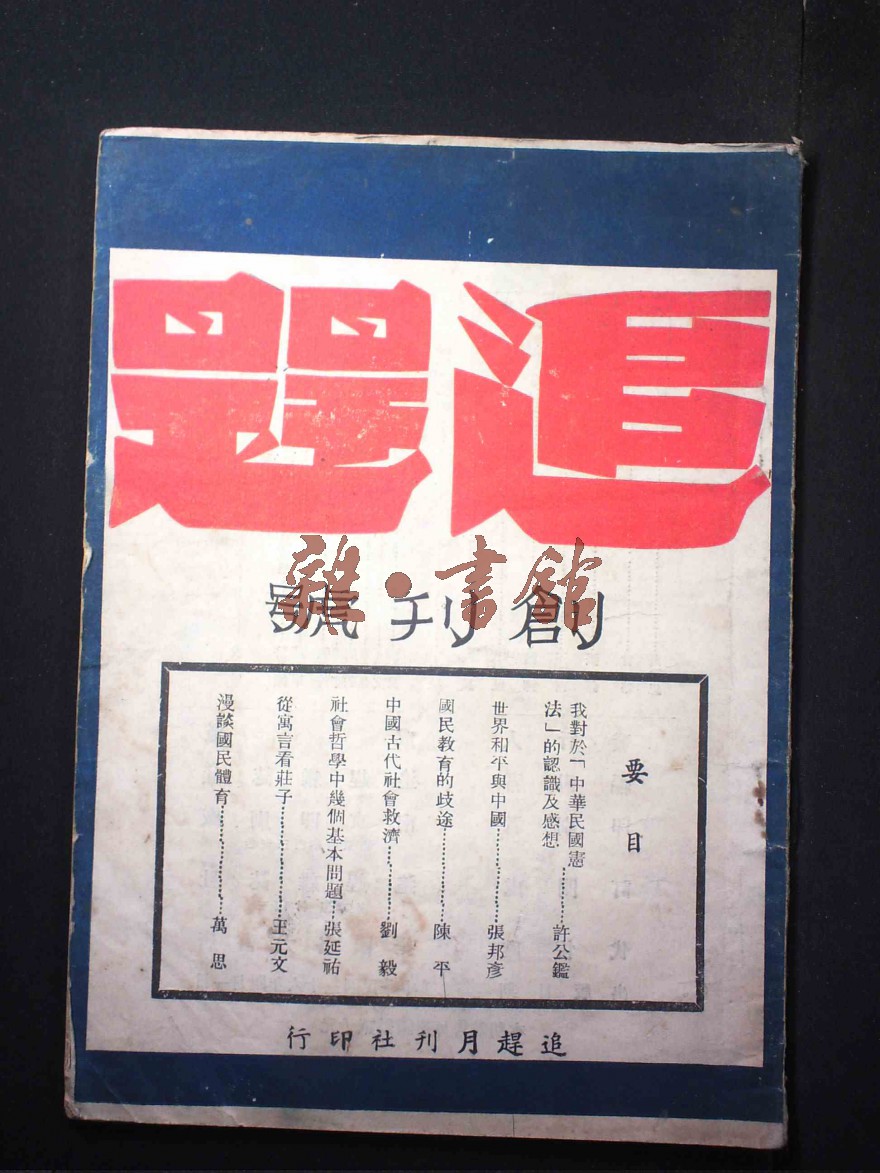 追趕
創刊號
雜·書館
要目
我對於「中華民國憲
法」的認識及感想………許公鑑
世界和平與中國………張邦彥
國民教育的歧途………陳平
中國古代社會救濟………劉毅
社會哲學中幾個基本問題…張延祐
從寓言看莊子………王元文
漫談國民體育………萬思
追趕月刊社印行